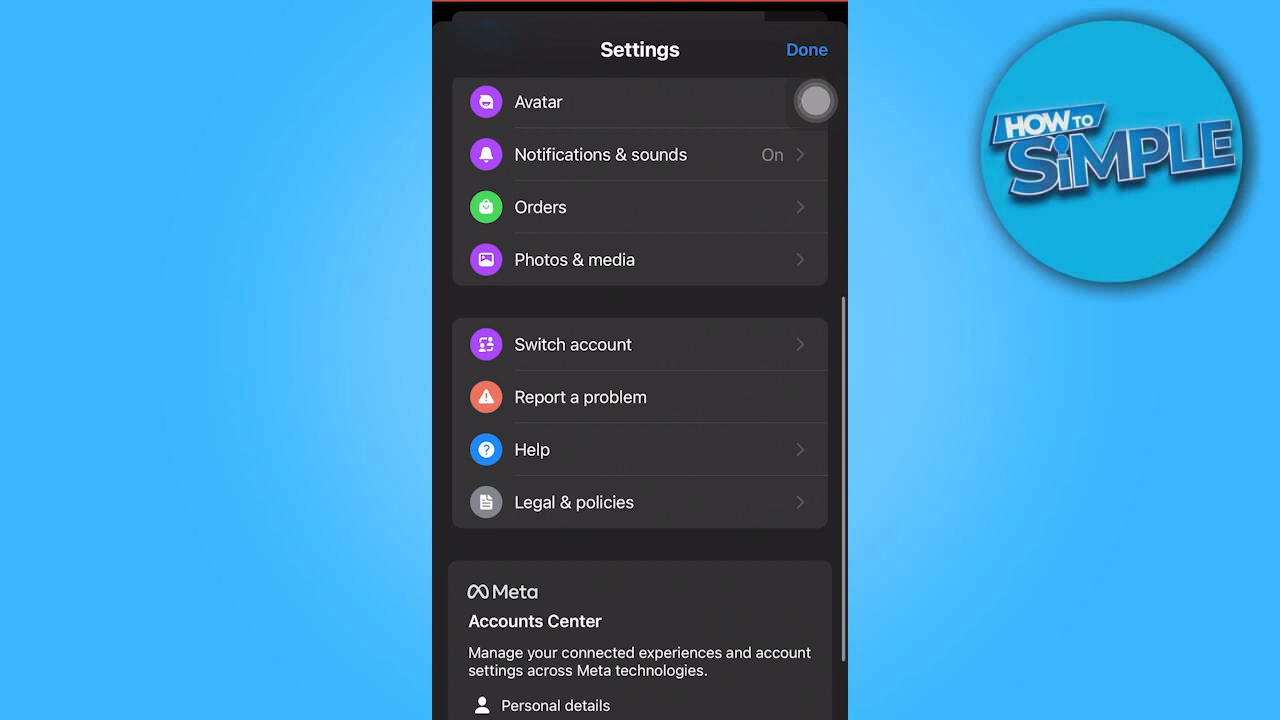 Settings
Done
Avatar
Notifications & sounds
On
Orders
Photos & media
Switch account
Report a problem
Help
Legal & policies
Meta
Accounts Center
Manage your connected experiences and account
settings across Meta technologies.
Personal details
HOW TO
SiMPLE